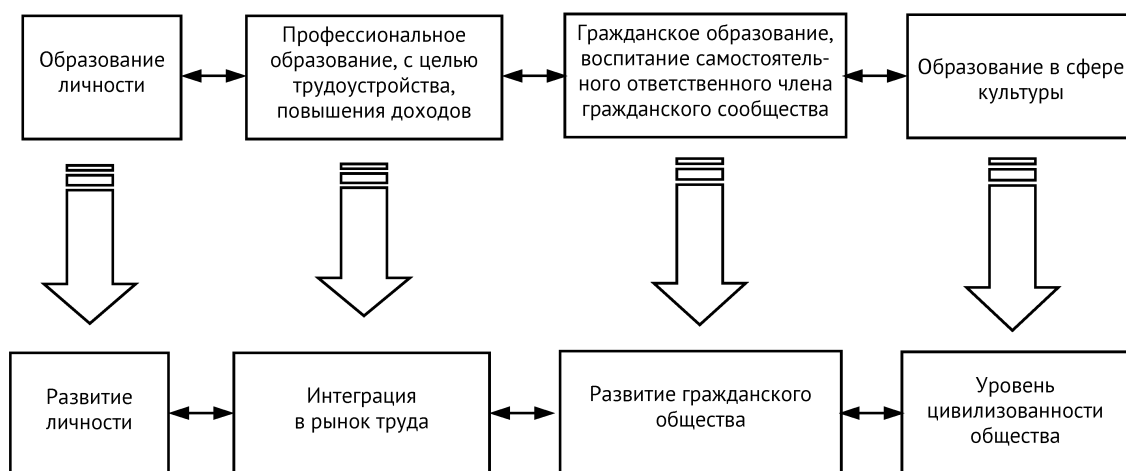 Образование
личности
Профессиональное
образование, с целью
трудоустройства,
повышения доходов
Гражданское образование,
воспитание самостоятель-
ного ответственного члена
гражданского сообщества
Образование в сфере
культуры
Развитие
личности
Интеграция
в рынок труда
Развитие гражданского
общества
Уровень
цивилизованности
общества